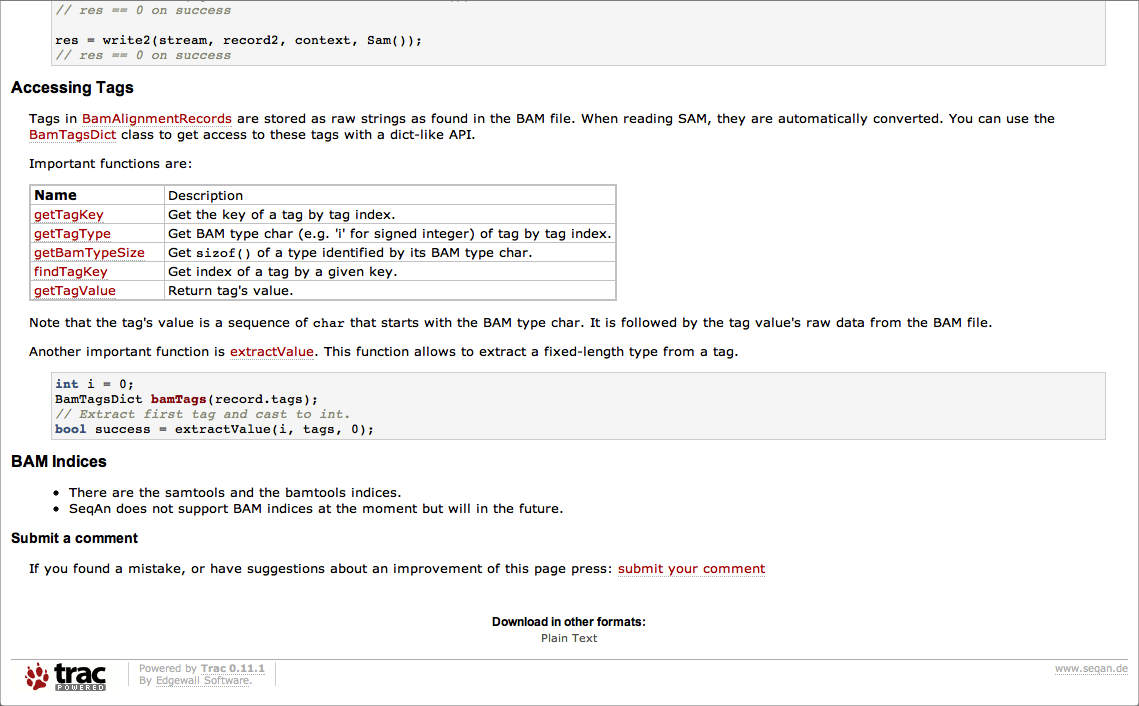 // res == 0 on success
res = write2(stream, record2, context, Sam());
// res == 0 on success
Accessing Tags
Tags in BamAlignmentRecords are stored as raw strings as found in the BAM file. When reading SAM, they are automatically converted. You can use the
BamTagsDict class to get access to these tags with a dict-like API.
Important functions are:
Name Description
getTagKey Get the key of a tag by tag index.
getTagType Get BAM type char (e.g. 'i' for signed integer) of tag by tag index.
getBamTypeSize Get sizof() of a type identified by its BAM type char.
findTagKey Get index of a tag by a given key.
getTagValue Return tag's value.
Note that the tag's value is a sequence of char that starts with the BAM type char. It is followed by the tag value's raw data from the BAM file.
Another important function is extractValue. This function allows to extract a fixed-length type from a tag.
int i = 0;
BamTagsDict bamTags(record.tags);
// Extract first tag and cast to int.
bool success = extractValue(i, tags, 0);
BAM Indices
• There are the samtools and the bamtools indices.
• SeqAn does not support BAM indices at the moment but will in the future.
Submit a comment
If you found a mistake, or have suggestions about an improvement of this page press: submit your comment
Download in other formats:
Plain Text
trac
POWERED
Powered by Trac 0.11.1
By Edgewall Software.
www.seqan.de